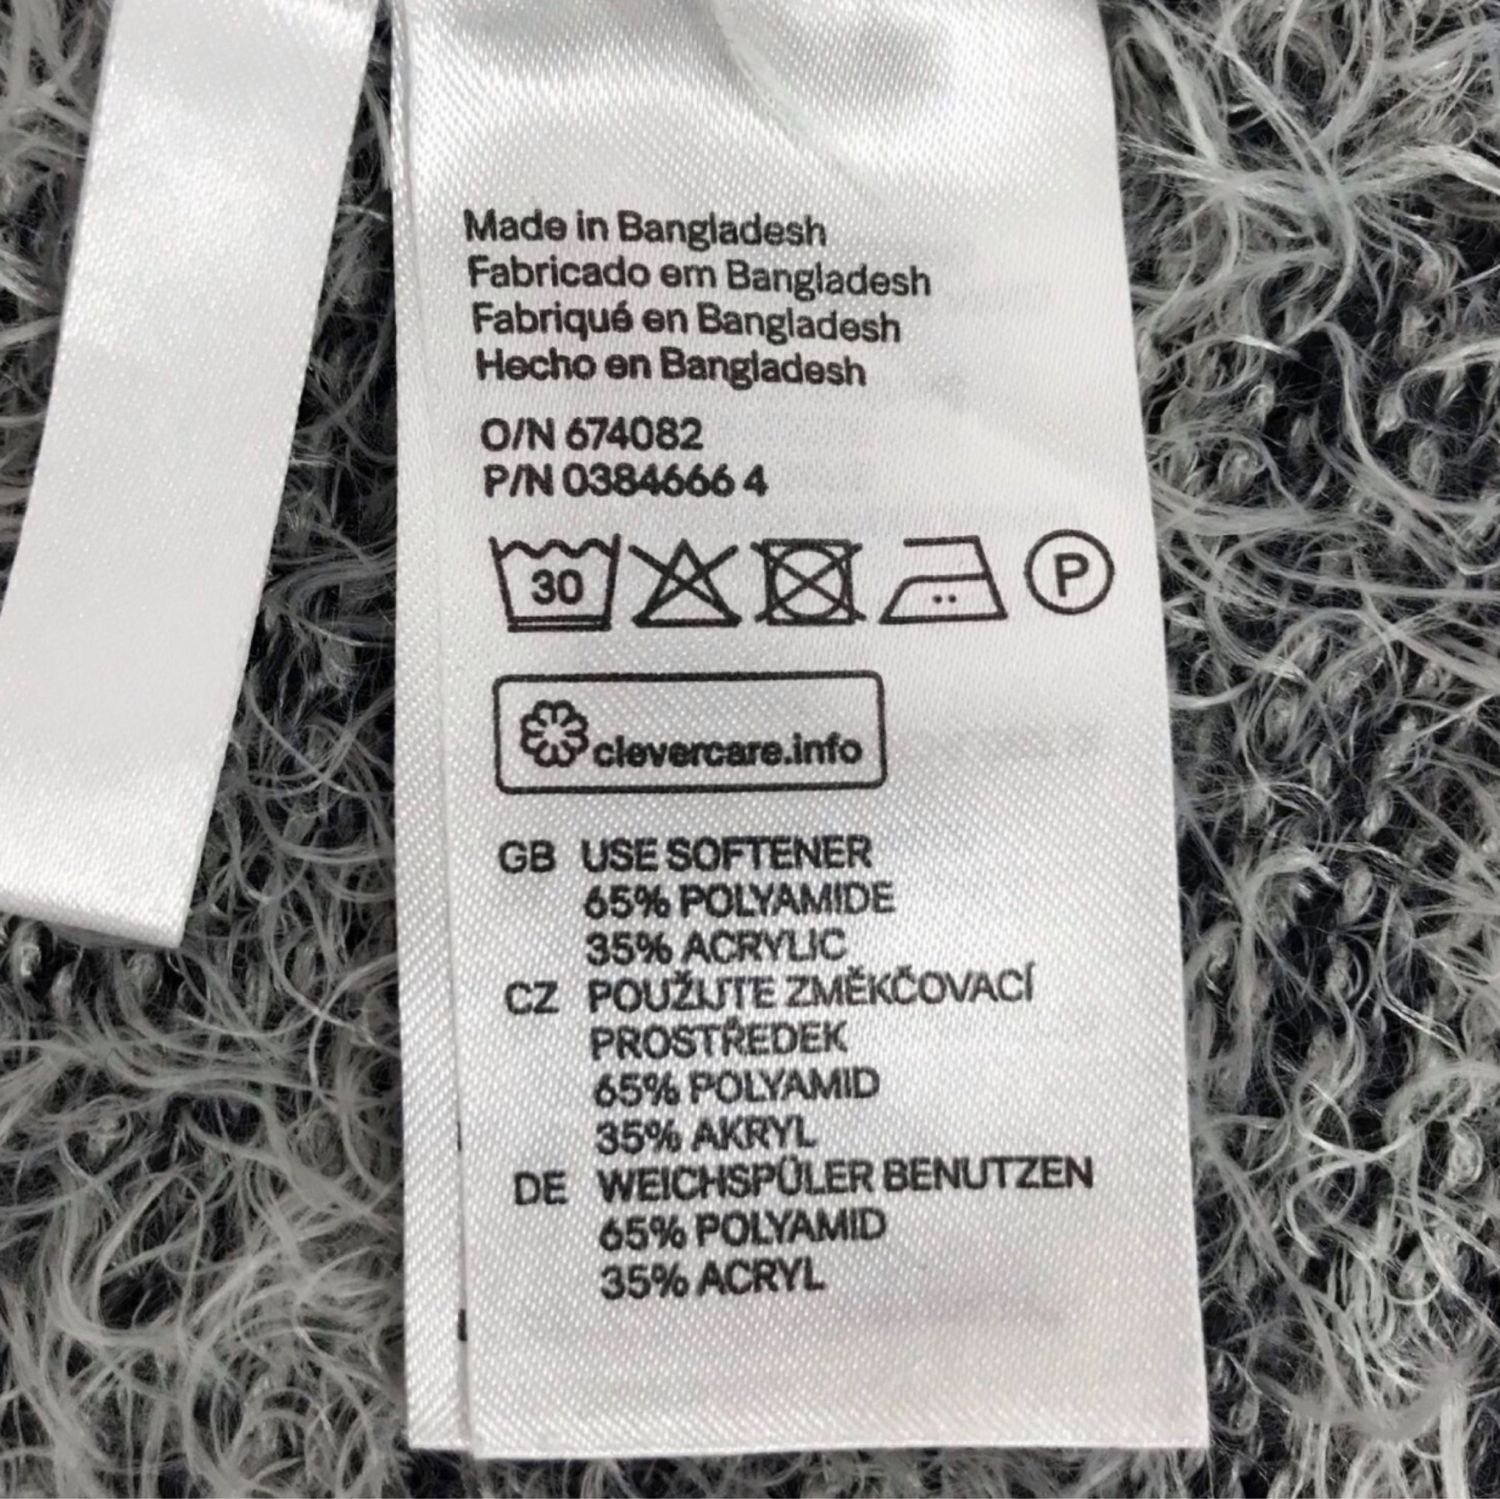 Made in Bangladesh
Fabricado em Bangladesh
Fabriqué en Bangladesh
Hecho en Bangladesh
O/N 674082
P/N 0384666 4
30
P
clevercare.info
GB USE SOFTENER
65% POLYAMIDE
35% ACRYLIC
CZ POUŽIJTE ZMĚKČOVACÍ
PROSTŘEDEK
65% POLYAMID
35% AKRYL
DE WEICHSPÜLER BENUTZEN
65% POLYAMID
35% ACRYL